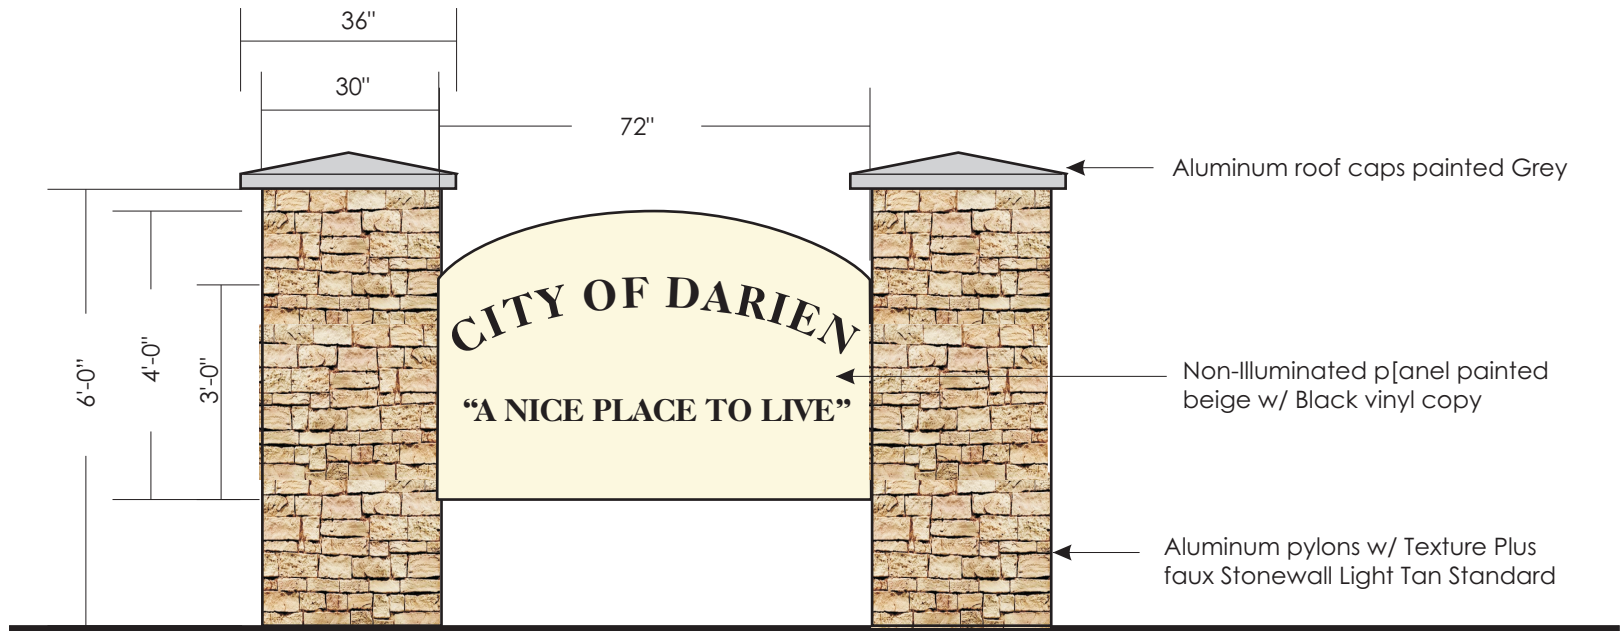 36"
30"
72"
Aluminum roof caps painted Grey
CITY OF DARIEN
6'-0"
4'-0"
3'-0"
Non-Illuminated p[anel painted
beige w/ Black vinyl copy
“A NICE PLACE TO LIVE”
Aluminum pylons w/ Texture Plus
faux Stonewall Light Tan Standard